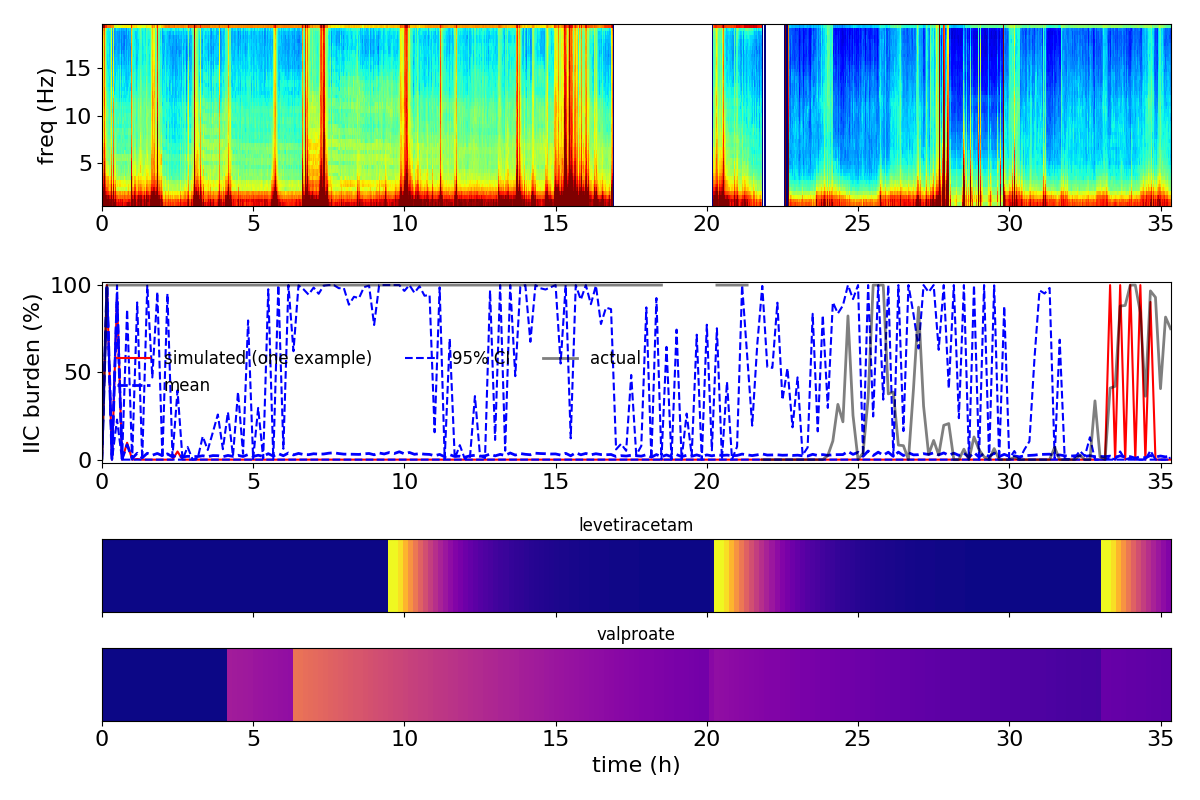 freq (Hz)
15
10
5
0 5 10 15 20 25 30 35
IIC burden (%)
100
50
0
simulated (one example) 95% CI actual
mean
0 5 10 15 20 25 30 35
levetiracetam
valproate
0 5 10 15 20 25 30 35
time (h)